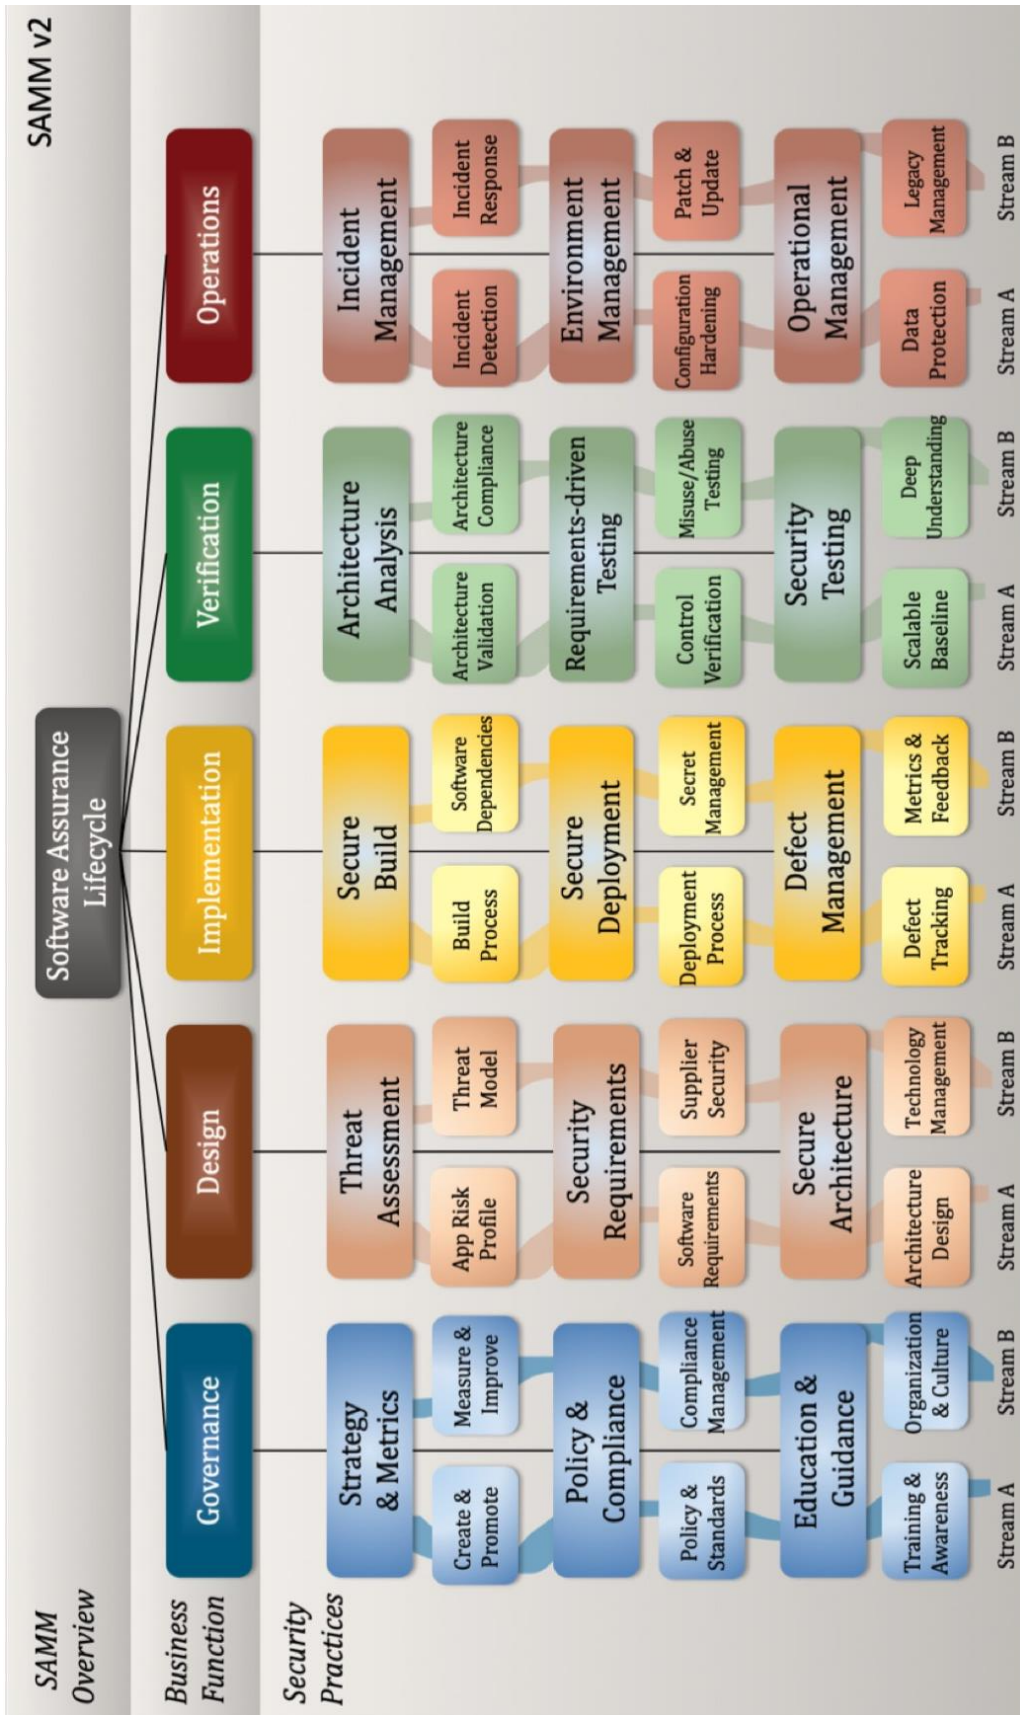 SAMM v2
SAMM
Overview
Software Assurance
Lifecycle
Business
Function
Governance
Design
Implementation
Verification
Operations
Security
Practices
Strategy
& Metrics
Threat
Assessment
Secure
Build
Architecture
Analysis
Incident
Management
Create &
Promote
Measure &
Improve
App Risk
Profile
Threat
Model
Build
Process
Software
Dependencies
Architecture
Validation
Architecture
Compliance
Incident
Detection
Incident
Response
Policy &
Compliance
Security
Requirements
Secure
Deployment
Requirements-driven
Testing
Environment
Management
Policy &
Standards
Compliance
Management
Software
Requirements
Supplier
Security
Deployment
Process
Secret
Management
Control
Verification
Misuse/Abuse
Testing
Configuration
Hardening
Patch &
Update
Education &
Guidance
Secure
Architecture
Defect
Management
Security
Testing
Operational
Management
Training &
Awareness
Organization
& Culture
Architecture
Design
Technology
Management
Defect
Tracking
Metrics &
Feedback
Scalable
Baseline
Deep
Understanding
Data
Protection
Legacy
Management
Stream A
Stream B
Stream A
Stream B
Stream A
Stream B
Stream A
Stream B
Stream A
Stream B